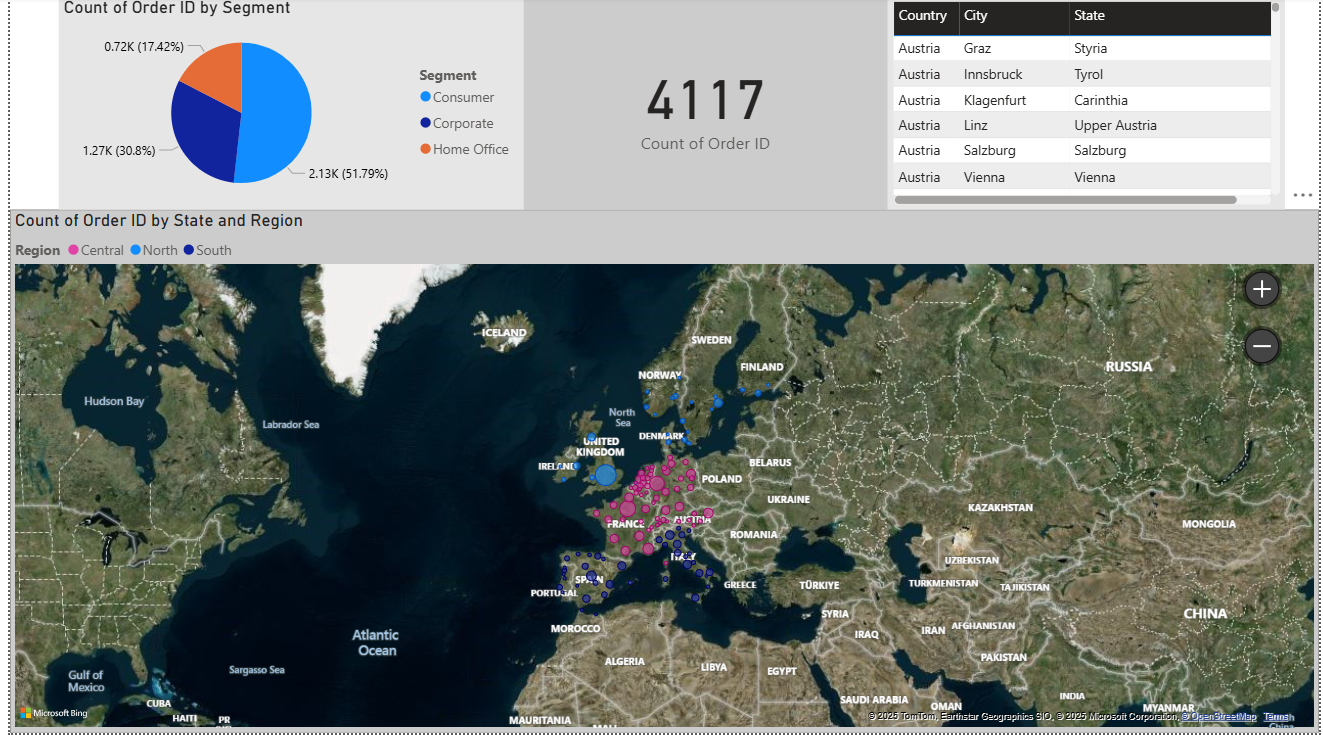 Count of Order ID by Segment
0.72K (17.42%)
1.27K (30.8%)
2.13K (51.79%)
Segment
Consumer
Corporate
Home Office
4117
Count of Order ID
Country City State
Austria Graz Styria
Austria Innsbruck Tyrol
Austria Klagenfurt Carinthia
Austria Linz Upper Austria
Austria Salzburg Salzburg
Austria Vienna Vienna
Count of Order ID by State and Region
Region Central North South
ICELAND
SWEDEN
FINLAND
NORWAY
RUSSIA
Hudson Bay
Labrador Sea
North
Sea
DENMARK
UNITED
KINGDOM
IRELAND
BELARUS
POLAND
UKRAINE
KAZAKHSTAN
MONGOLIA
FRANCE
AUSTRIA
ROMANIA
ITALY
UZBEKISTAN
SPAIN
PORTUGAL
GREECE
TÜRKIYE
TURKMENISTAN
TAJIKISTAN
SYRIA
CHINA
MOROCCO
IRAQ
IRAN
AFGHANISTAN
Atlantic
Ocean
PAKISTAN
ALGERIA
LIBYA
EGYPT
Sargasso Sea
Gulf of
Mexico
INDIA
CUBA
HAITI
PR
SAUDI ARABIA
OMAN
MYANMAR
Microsoft Bing
MAURITANIA
MALI
© 2025 TomTom, Earthstar Geographics SIO, © 2025 Microsoft Corporation, © OpenStreetMap Terms